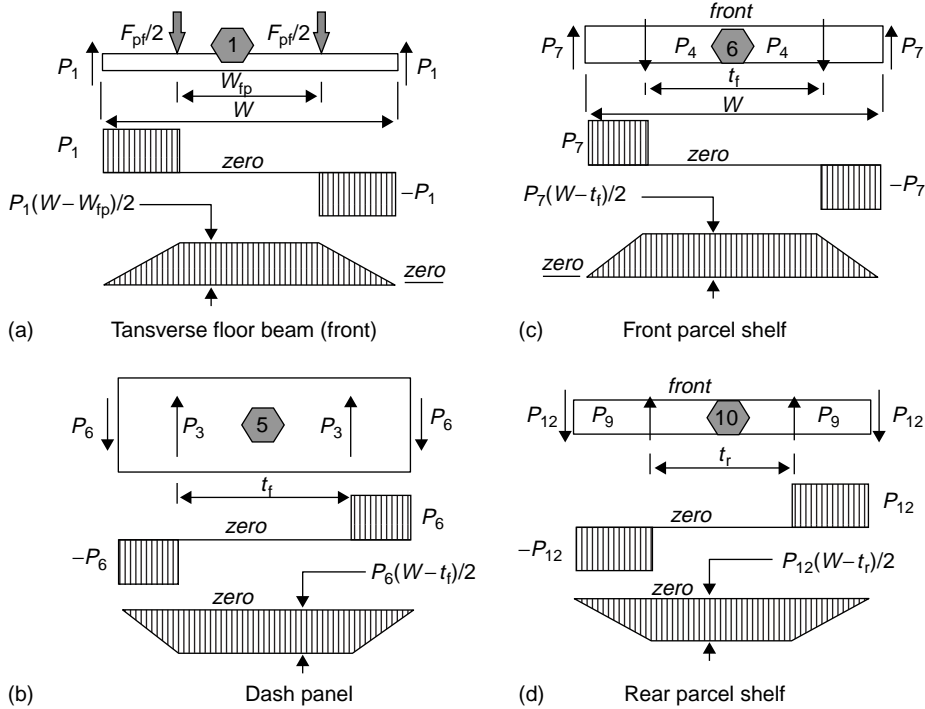 F_pf/2 1 F_pf/2
P_1 P_1
W_fp
W
P_1
zero
−P_1
P_1(W−W_fp)/2
zero
(a) Tansverse floor beam (front)
front
P_7 P_4 6 P_4 P_7
t_f
W
P_7
zero
−P_7
P_7(W−t_f)/2
zero
(c) Front parcel shelf
P_6 P_3 5 P_3 P_6
t_f
zero
P_6
−P_6
P_6(W−t_f)/2
zero
(b) Dash panel
front
P_12 P_9 10 P_9 P_12
t_r
zero
P_12
−P_12
P_12(W−t_r)/2
zero
(d) Rear parcel shelf